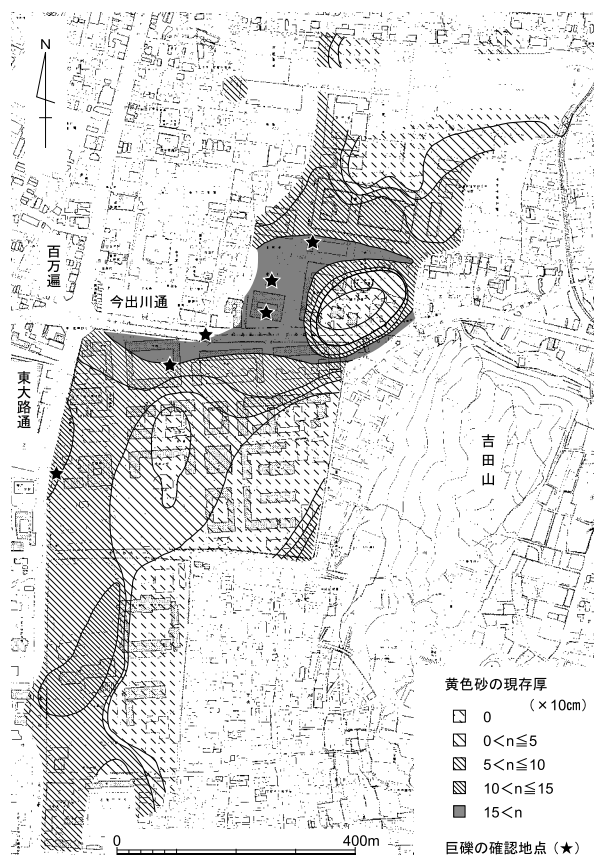 N
百万遍
今出川通
東大路通
吉田山
黄色砂の現存厚
(×10㎝)
0
0<n≦5
5<n≦10
10<n≦15
15<n
0 400m
巨礫の確認地点(★)